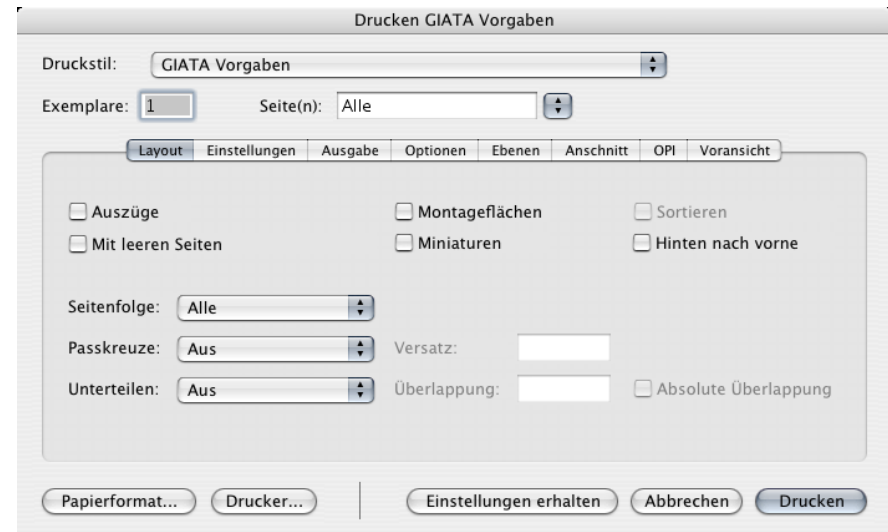 Drucken GIATA Vorgaben
Druckstil: GIATA Vorgaben
Exemplare: 1 Seite(n): Alle
Layout Einstellungen Ausgabe Optionen Ebenen Anschnitt OPI Voransicht
Auszüge Montageflächen Sortieren
Mit leeren Seiten Miniaturen Hinten nach vorne
Seitenfolge: Alle
Passkreuze: Aus Versatz:
Unterteilen: Aus Überlappung: Absolute Überlappung
Papierformat... Drucker... Einstellungen erhalten Abbrechen Drucken